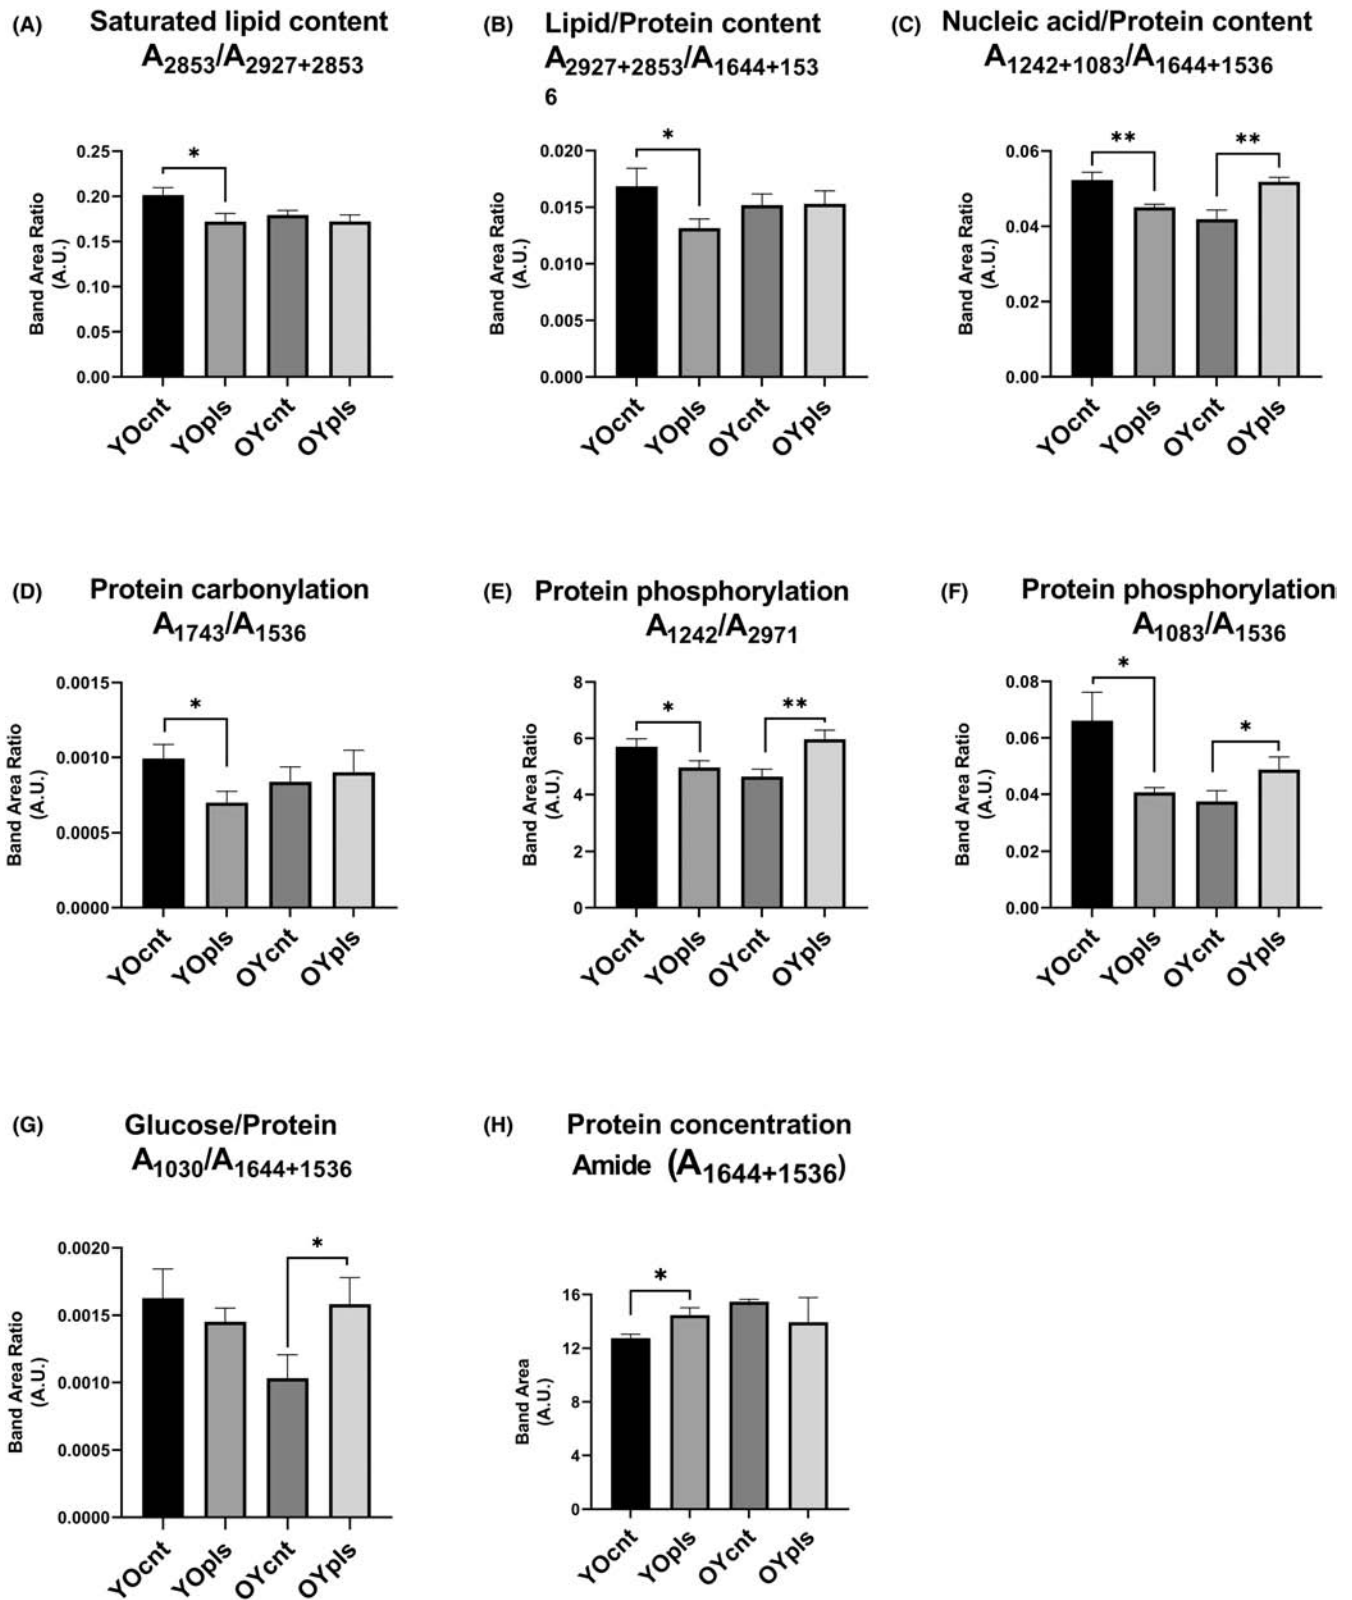 (A) Saturated lipid content
A2853/A2927+2853
*
0.25
0.20
0.15
0.10
0.05
0.00
Band Area Ratio
(A.U.)
YOcnt YOpls OYcnt OYpls
(B) Lipid/Protein content
A2927+2853/A1644+153
6
*
0.020
0.015
0.010
0.005
0.000
Band Area Ratio
(A.U.)
YOcnt YOpls OYcnt OYpls
(C) Nucleic acid/Protein content
A1242+1083/A1644+1536
** **
0.06
0.04
0.02
0.00
Band Area Ratio
(A.U.)
YOcnt YOpls OYcnt OYpls
(D) Protein carbonylation
A1743/A1536
*
0.0015
0.0010
0.0005
0.0000
Band Area Ratio
(A.U.)
YOcnt YOpls OYcnt OYpls
(E) Protein phosphorylation
A1242/A2971
* **
8
6
4
2
0
Band Area Ratio
(A.U.)
YOcnt YOpls OYcnt OYpls
(F) Protein phosphorylation
A1083/A1536
* *
0.08
0.06
0.04
0.02
0.00
Band Area Ratio
(A.U.)
YOcnt YOpls OYcnt OYpls
(G) Glucose/Protein
A1030/A1644+1536
*
0.0020
0.0015
0.0010
0.0005
0.0000
Band Area Ratio
(A.U.)
YOcnt YOpls OYcnt OYpls
(H) Protein concentration
Amide (A1644+1536)
*
16
12
8
4
0
Band Area
(A.U.)
YOcnt YOpls OYcnt OYpls